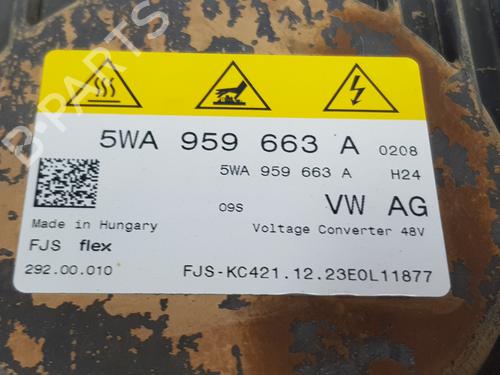 B-PARTS
5WA 959 663 A 0208
5WA 959 663 A H24
09S VW AG
Made in Hungary Voltage Converter 48V
FJS flex
292.00.010 FJS-KC421.12.23E0L11877